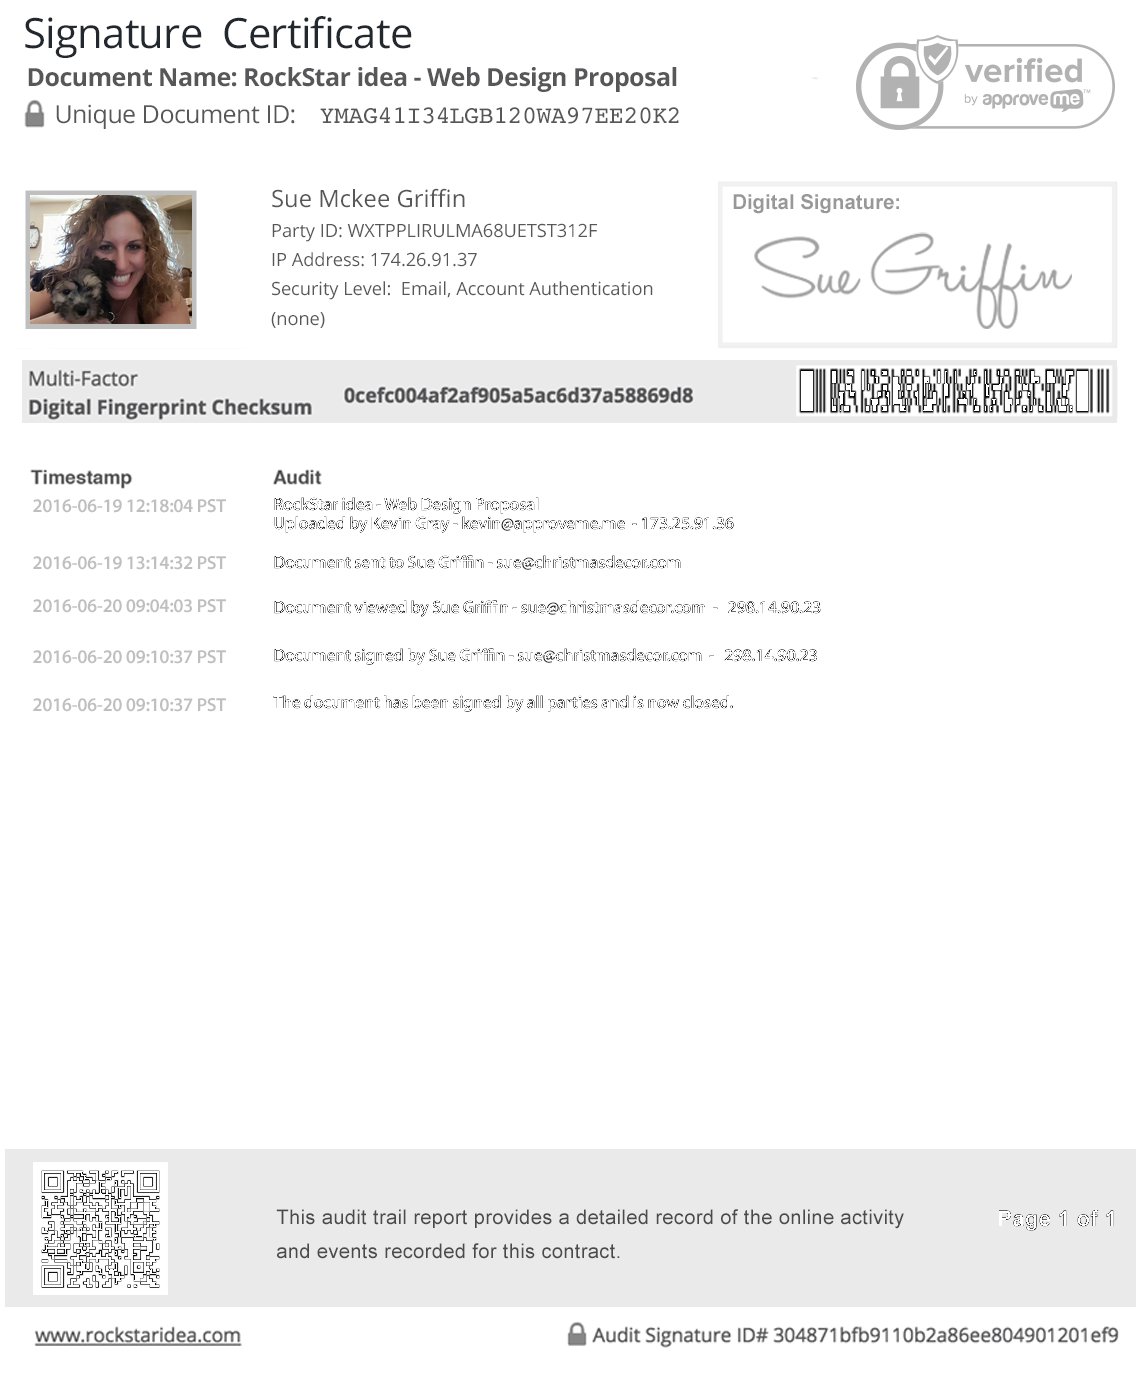 Signature Certificate
Document Name: RockStar idea - Web Design Proposal
Unique Document ID: YMAG41I34LGB120WA97EE20K2
verified
by approveme™
Sue Mckee Griffin
Party ID: WXTPPLIRULMA68UETST312F
IP Address: 174.26.91.37
Security Level: Email, Account Authentication
(none)
Digital Signature:
Sue Griffin
Multi-Factor
Digital Fingerprint Checksum
0cefc004af2af905a5ac6d37a58869d8
Timestamp Audit
2016-06-19 12:18:04 PST RockStar idea - Web Design Proposal
Uploaded by Kevin Gray - kevin@approveme.me - 173.25.91.36
2016-06-19 13:14:32 PST Document sent to Sue Griffin - sue@christmasdecor.com
2016-06-20 09:04:03 PST Document viewed by Sue Griffin - sue@christmasdecor.com - 298.14.90.23
2016-06-20 09:10:37 PST Document signed by Sue Griffin - sue@christmasdecor.com - 298.14.90.23
2016-06-20 09:10:37 PST The document has been signed by all parties and is now closed.
This audit trail report provides a detailed record of the online activity
and events recorded for this contract.
Page 1 of 1
www.rockstaridea.com
Audit Signature ID# 304871bfb9110b2a86ee804901201ef9